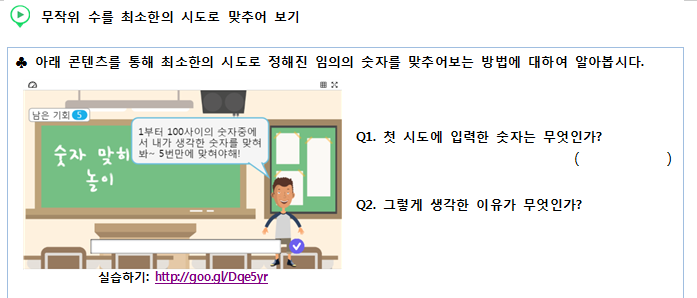 무작위 수를 최소한의 시도로 맞추어 보기
♣ 아래 콘텐츠를 통해 최소한의 시도로 정해진 임의의 숫자를 맞추어보는 방법에 대하여 알아봅시다.
남은 기회 5
1부터 100사이의 숫자중에
서 내가 생각한 숫자를 맞혀
봐~ 5번만에 맞혀야해!
숫자 맞히
놀이
Q1. 첫 시도에 입력한 숫자는 무엇인가?
( )
Q2. 그렇게 생각한 이유가 무엇인가?
실습하기: http://goo.gl/Dqe5yr